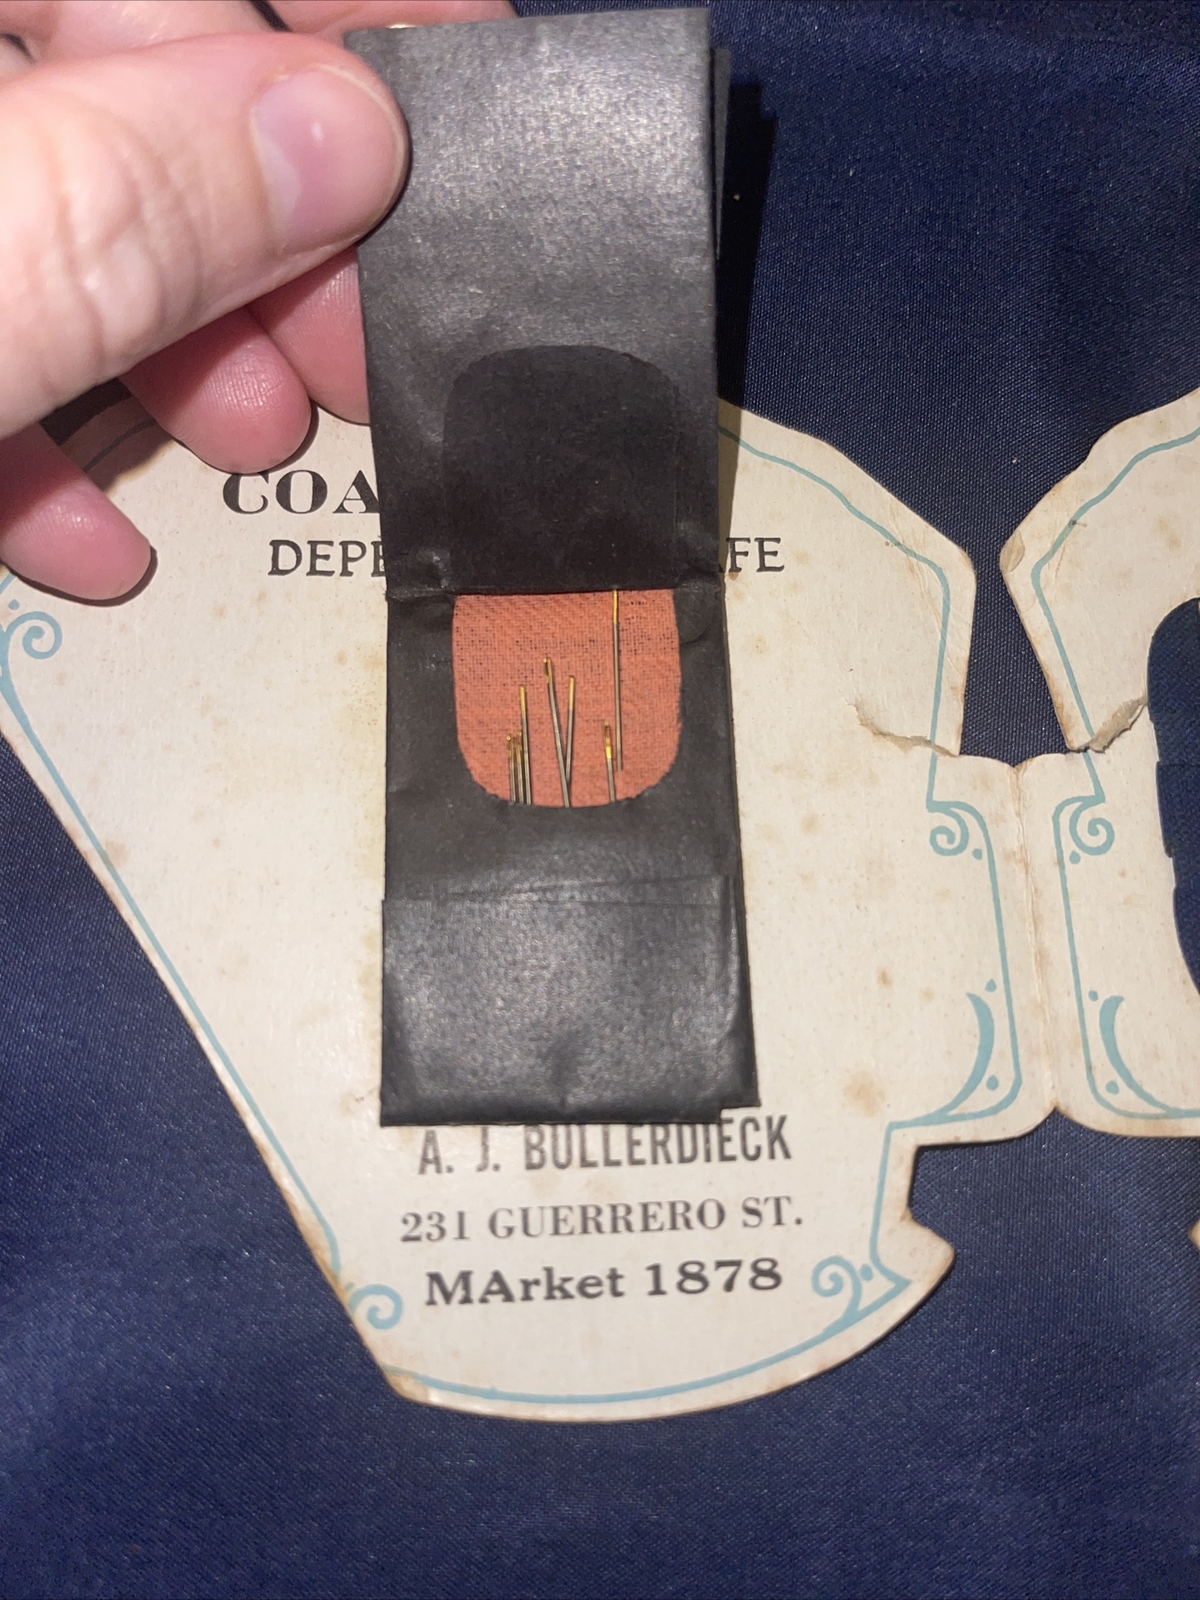 COA
DEPE FE
A. J. BULLERDIECK
231 GUERRERO ST.
MArket 1878